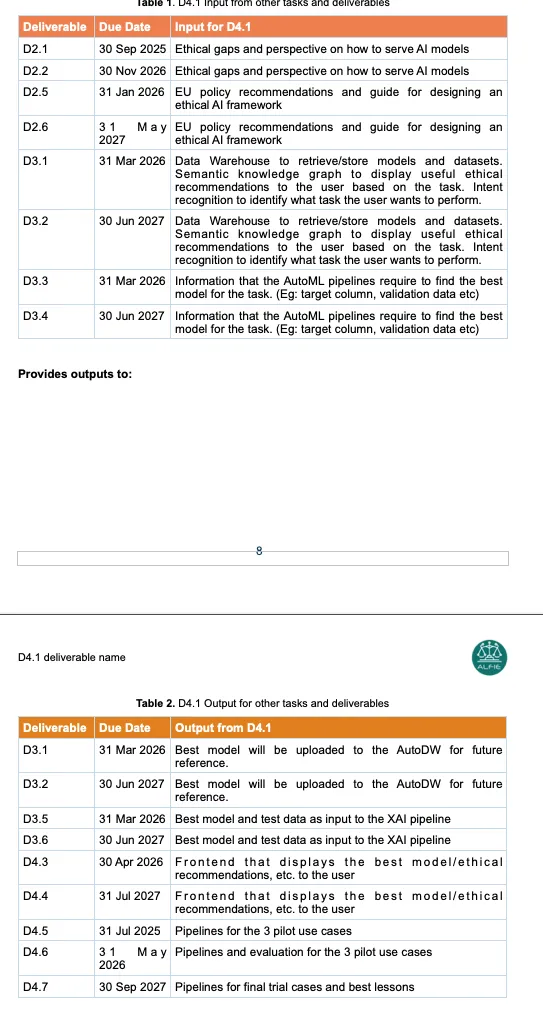 Table 1. D4.1 Input from other tasks and deliverables
Deliverable Due Date Input for D4.1
D2.1 30 Sep 2025 Ethical gaps and perspective on how to serve AI models
D2.2 30 Nov 2026 Ethical gaps and perspective on how to serve AI models
D2.5 31 Jan 2026 EU policy recommendations and guide for designing an
ethical AI framework
D2.6 31 May EU policy recommendations and guide for designing an
2027 ethical AI framework
D3.1 31 Mar 2026 Data Warehouse to retrieve/store models and datasets.
Semantic knowledge graph to display useful ethical
recommendations to the user based on the task. Intent
recognition to identify what task the user wants to perform.
D3.2 30 Jun 2027 Data Warehouse to retrieve/store models and datasets.
Semantic knowledge graph to display useful ethical
recommendations to the user based on the task. Intent
recognition to identify what task the user wants to perform.
D3.3 31 Mar 2026 Information that the AutoML pipelines require to find the best
model for the task. (Eg: target column, validation data etc)
D3.4 30 Jun 2027 Information that the AutoML pipelines require to find the best
model for the task. (Eg: target column, validation data etc)
Provides outputs to:
8
D4.1 deliverable name
ALFIE
Table 2. D4.1 Output for other tasks and deliverables
Deliverable Due Date Output from D4.1
D3.1 31 Mar 2026 Best model will be uploaded to the AutoDW for future
reference.
D3.2 30 Jun 2027 Best model will be uploaded to the AutoDW for future
reference.
D3.5 31 Mar 2026 Best model and test data as input to the XAI pipeline
D3.6 30 Jun 2027 Best model and test data as input to the XAI pipeline
D4.3 30 Apr 2026 Frontend that displays the best model/ethical
recommendations, etc. to the user
D4.4 31 Jul 2027 Frontend that displays the best model/ethical
recommendations, etc. to the user
D4.5 31 Jul 2025 Pipelines for the 3 pilot use cases
D4.6 31 May Pipelines and evaluation for the 3 pilot use cases
2026
D4.7 30 Sep 2027 Pipelines for final trial cases and best lessons